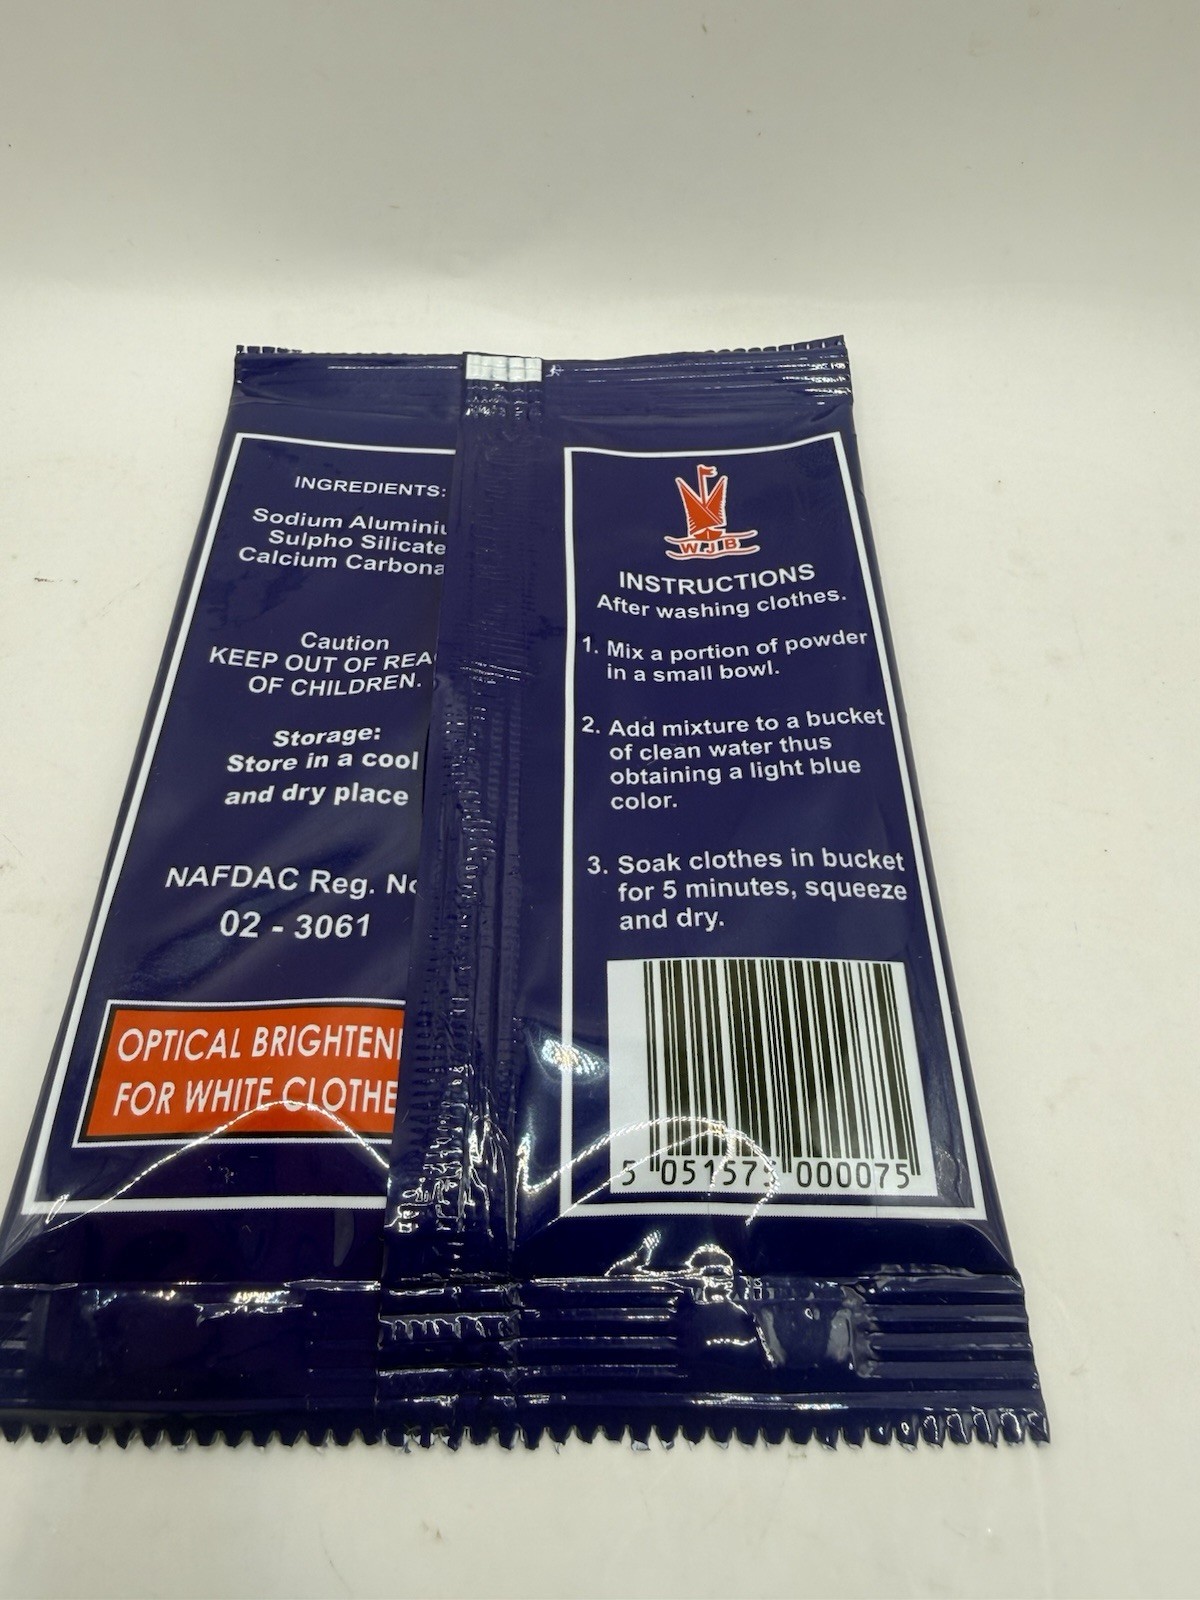 INGREDIENTS:
Sodium Aluminiu
Sulpho Silicate
Calcium Carbona
Caution
KEEP OUT OF REA
OF CHILDREN.
Storage:
Store in a cool
and dry place
NAFDAC Reg. No
02 - 3061
OPTICAL BRIGHTENI
FOR WHITE CLOTHE
WJB
INSTRUCTIONS
After washing clothes.
1. Mix a portion of powder
in a small bowl.
2. Add mixture to a bucket
of clean water thus
obtaining a light blue
color.
3. Soak clothes in bucket
for 5 minutes, squeeze
and dry.
5 051575 000075